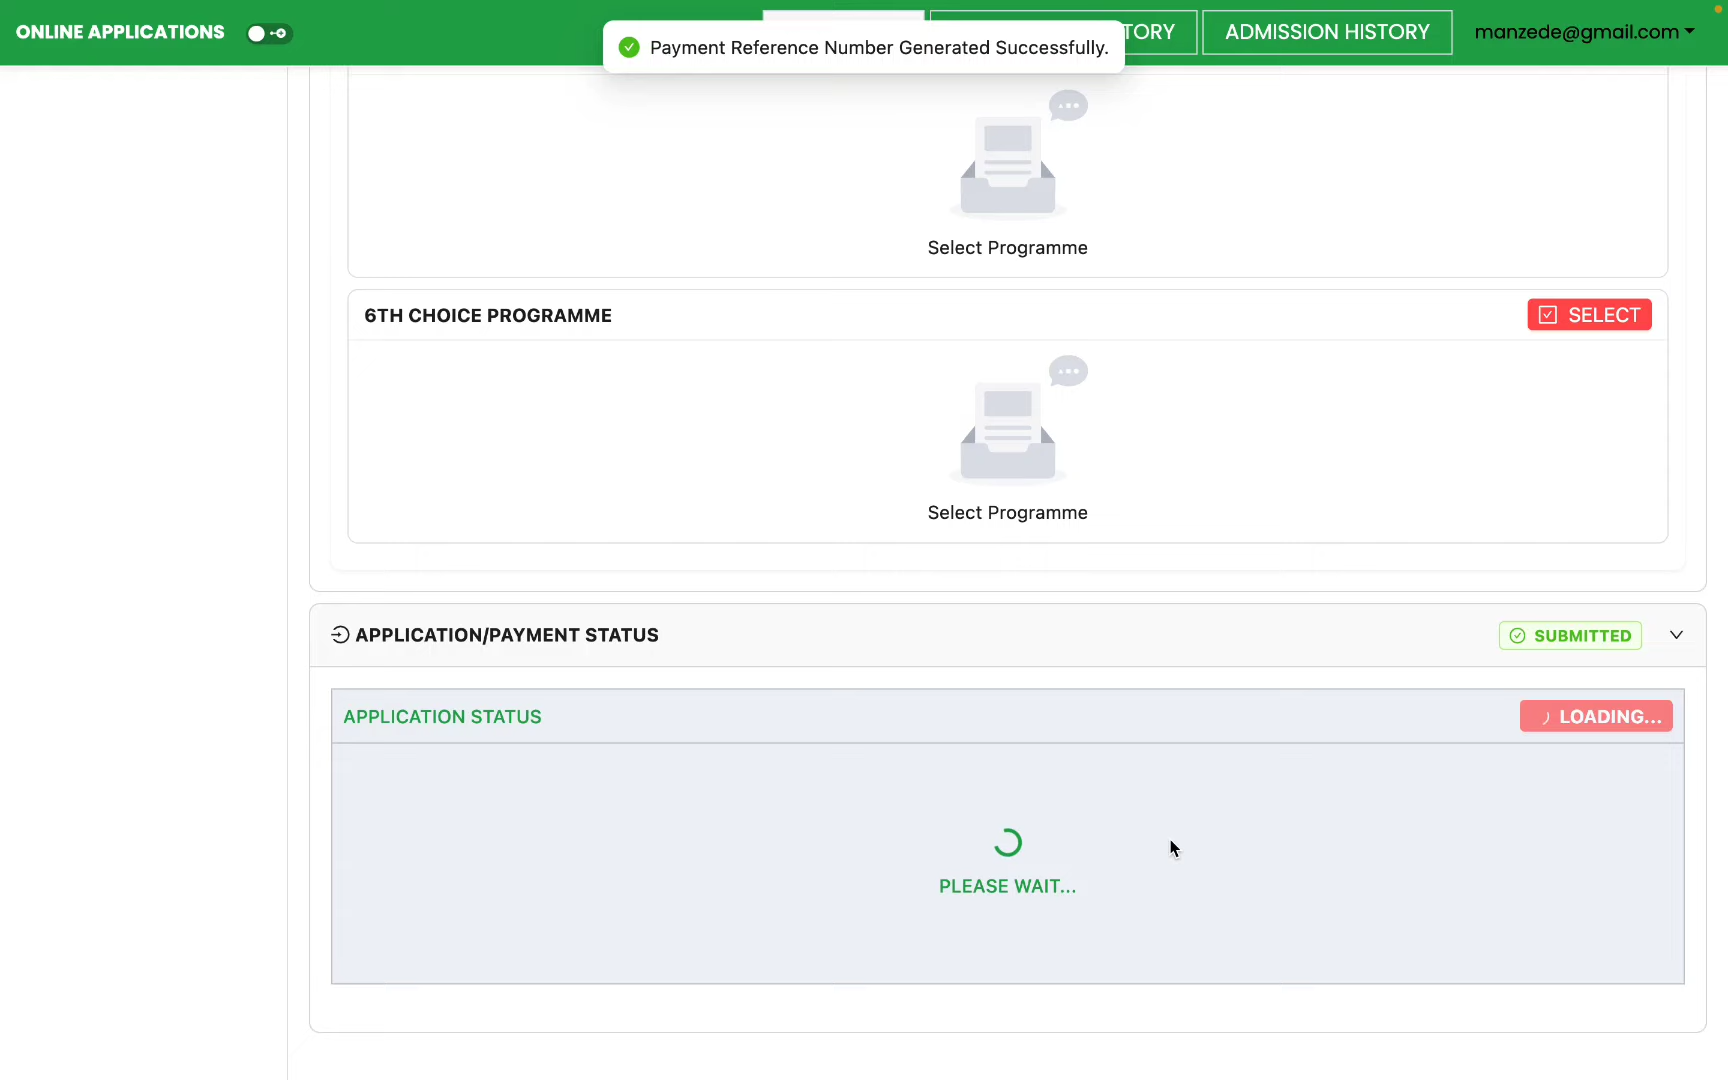 ONLINE APPLICATIONS
Payment Reference Number Generated Successfully.
ADMISSION HISTORY
manzede@gmail.com
Select Programme
6TH CHOICE PROGRAMME
SELECT
Select Programme
APPLICATION/PAYMENT STATUS
SUBMITTED
APPLICATION STATUS
LOADING...
PLEASE WAIT...